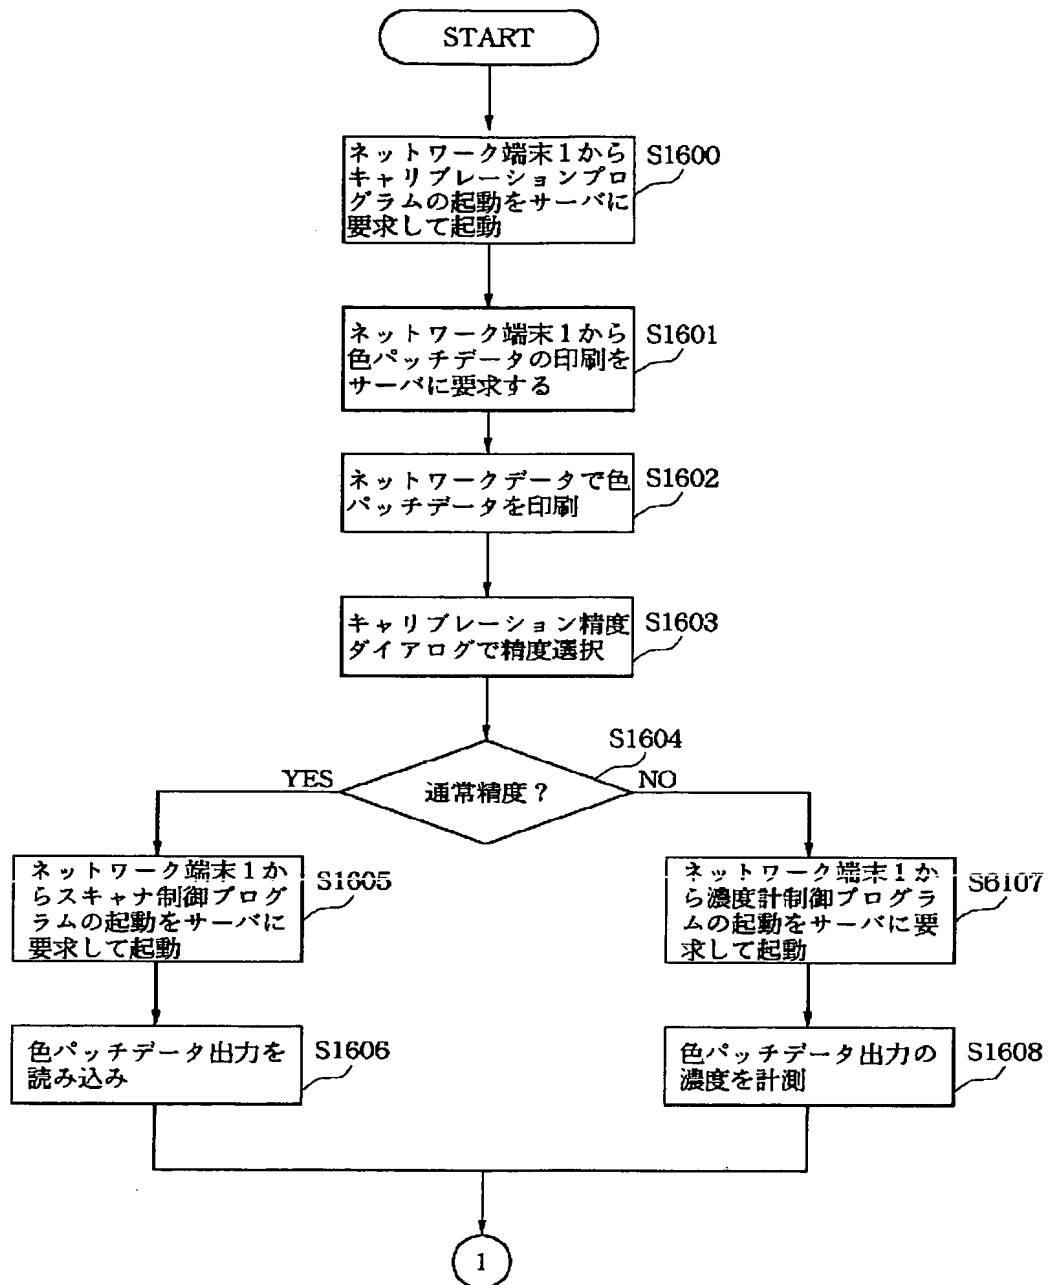 START
ネットワーク端末1から
キャリブレーションプロ
グラムの起動をサーバに
要求して起動
S1600
ネットワーク端末1から
色パッチデータの印刷を
サーバに要求する
S1601
ネットワークデータで色
パッチデータを印刷
S1602
キャリブレーション精度
ダイアログで精度選択
S1603
S1604
YES
通常精度？
NO
ネットワーク端末1か
らスキャナ制御プログ
ラムの起動をサーバに
要求して起動
S1605
ネットワーク端末1か
ら濃度計制御プログラ
ムの起動をサーバに要
求して起動
S6107
色パッチデータ出力を
読み込み
S1606
色パッチデータ出力の
濃度を計測
S1608
1